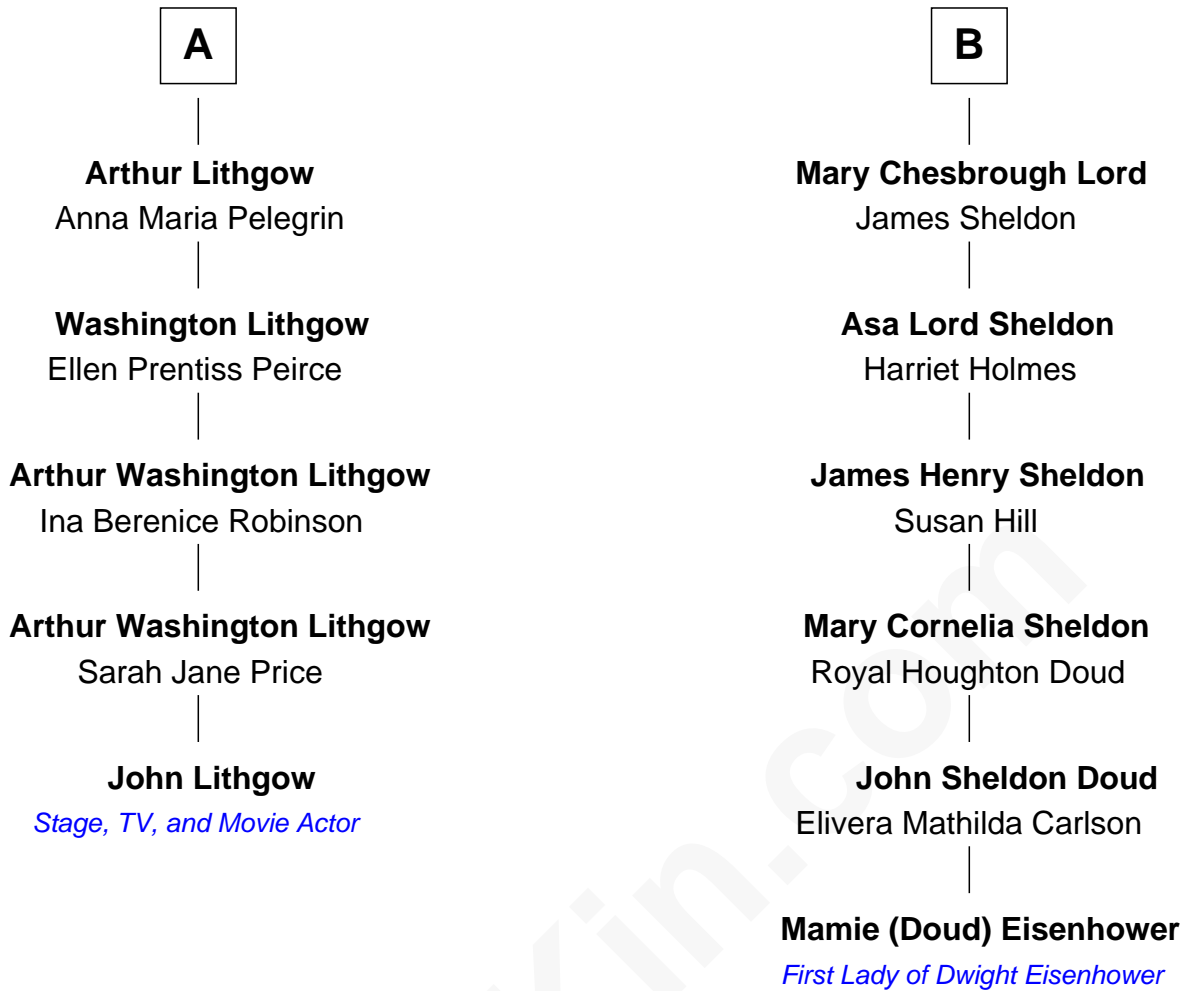 A
Arthur Lithgow
Anna Maria Pelegrin
Washington Lithgow
Ellen Prentiss Peirce
Arthur Washington Lithgow
Ina Berenice Robinson
Arthur Washington Lithgow
Sarah Jane Price
John Lithgow
Stage, TV, and Movie Actor
B
Mary Chesbrough Lord
James Sheldon
Asa Lord Sheldon
Harriet Holmes
James Henry Sheldon
Susan Hill
Mary Cornelia Sheldon
Royal Houghton Doud
John Sheldon Doud
Elivera Mathilda Carlson
Mamie (Doud) Eisenhower
First Lady of Dwight Eisenhower